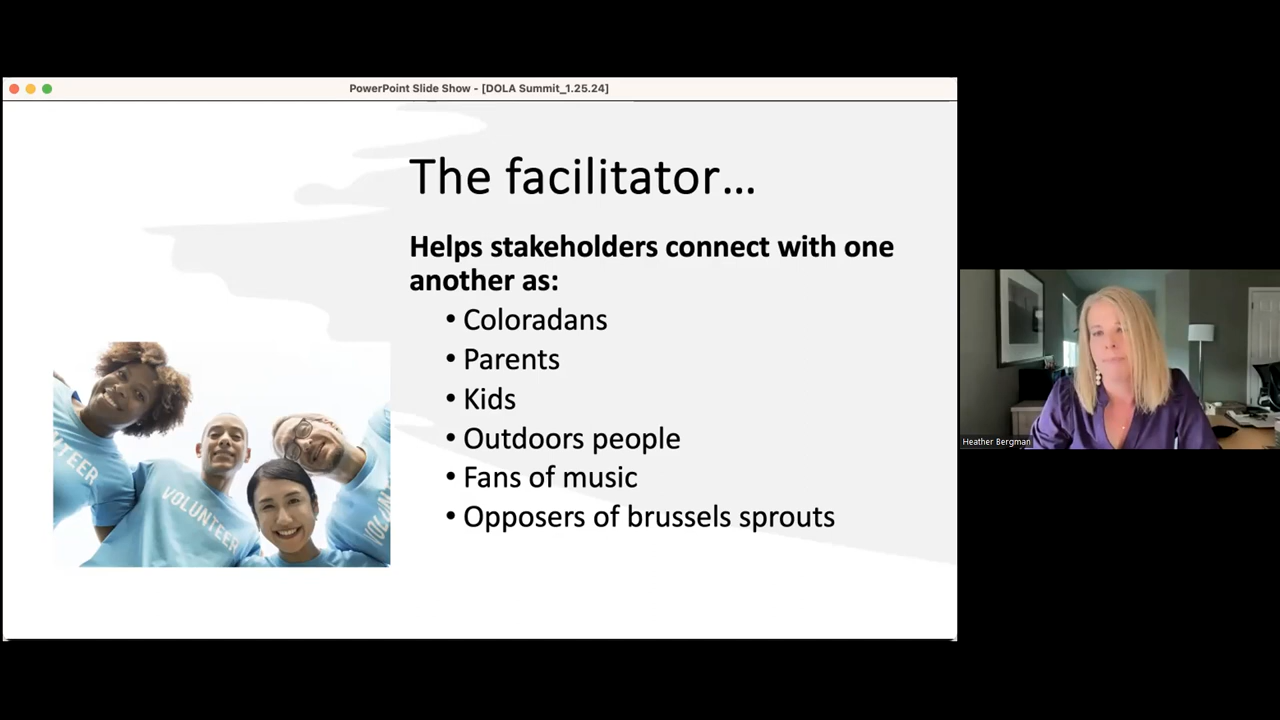 PowerPoint Slide Show - [DOLA Summit_1.25.24]
The facilitator...
Helps stakeholders connect with one
another as:
• Coloradans
• Parents
• Kids
• Outdoors people
• Fans of music
• Opposers of brussels sprouts
VOLUNTEER
Heather Bergman